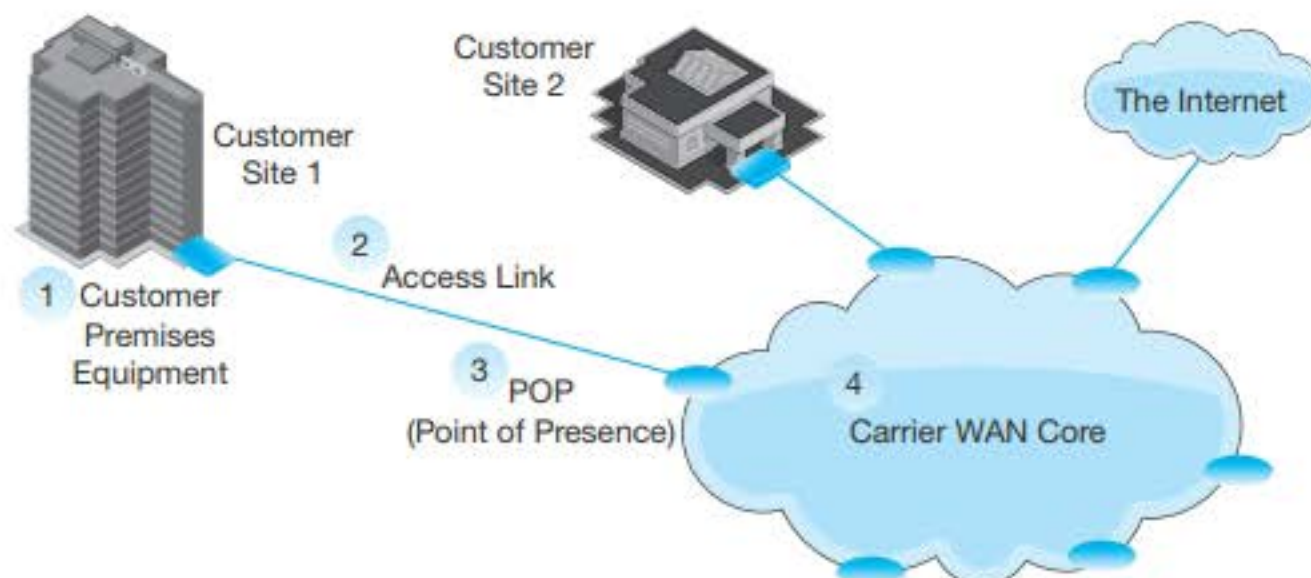 Customer
Site 1
Customer
Site 2
The Internet
2
Access Link
1 Customer
Premises
Equipment
3
POP
(Point of Presence)
4
Carrier WAN Core